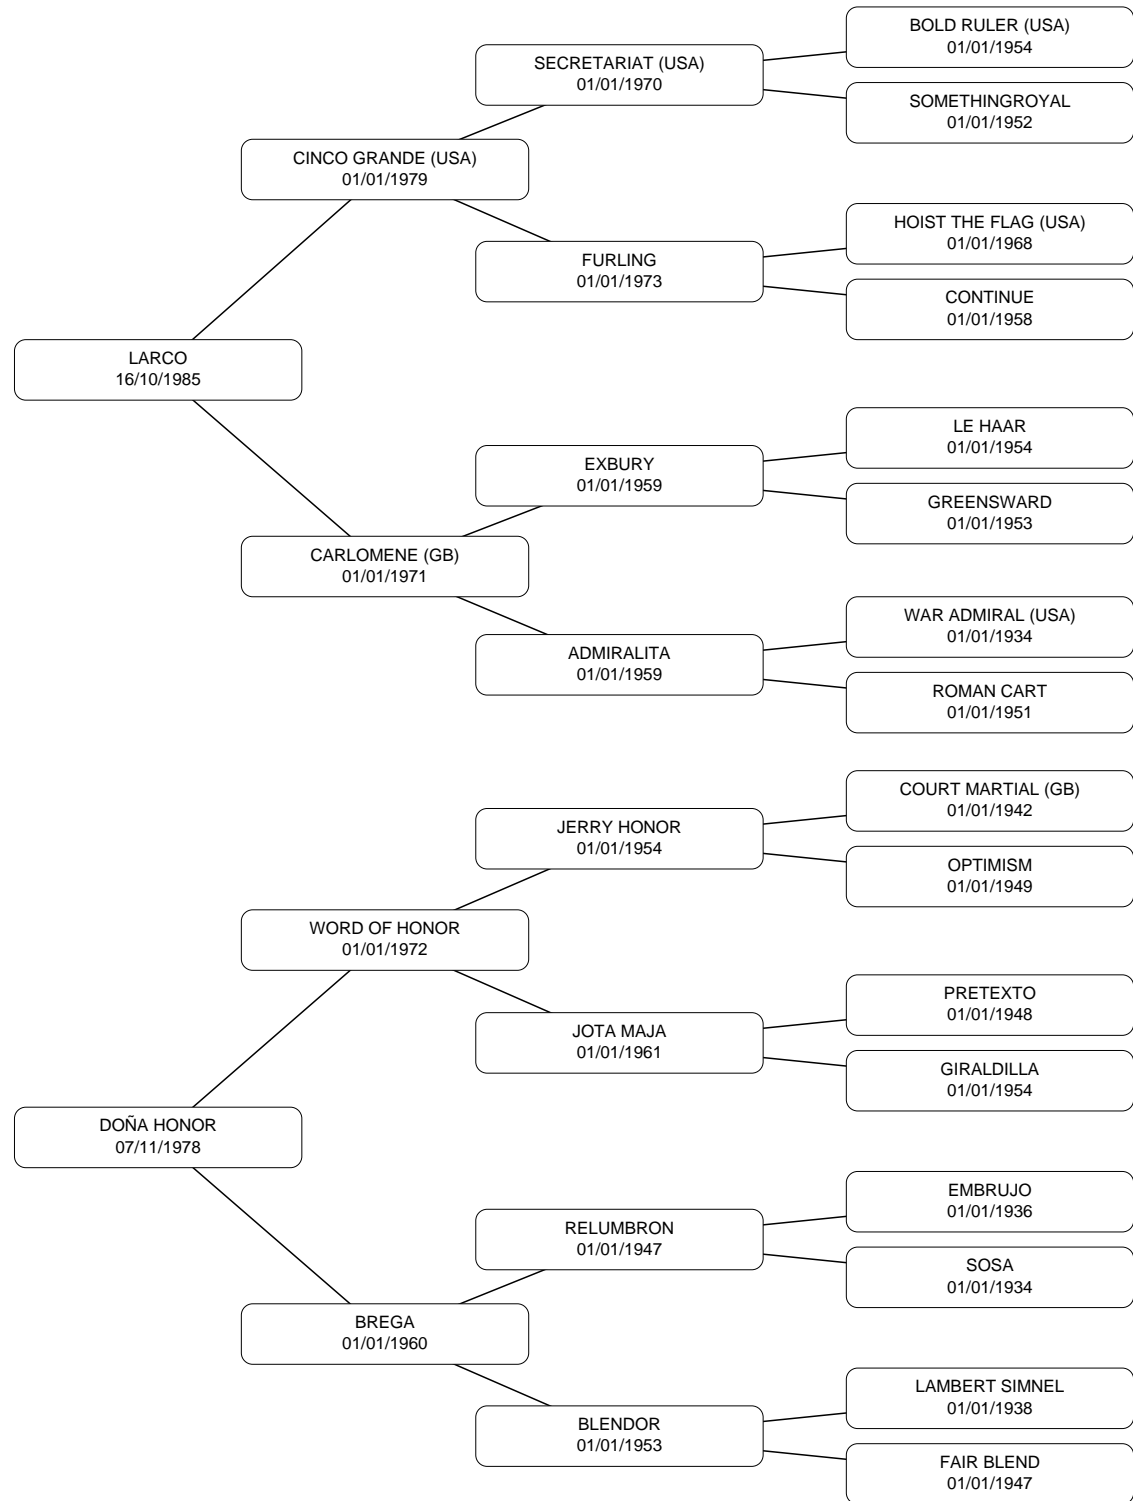 BOLD RULER (USA)
01/01/1954
SECRETARIAT (USA)
01/01/1970
SOMETHINGROYAL
01/01/1952
CINCO GRANDE (USA)
01/01/1979
HOIST THE FLAG (USA)
01/01/1968
FURLING
01/01/1973
CONTINUE
01/01/1958
LARCO
16/10/1985
LE HAAR
01/01/1954
EXBURY
01/01/1959
GREENSWARD
01/01/1953
CARLOMENE (GB)
01/01/1971
WAR ADMIRAL (USA)
01/01/1934
ADMIRALITA
01/01/1959
ROMAN CART
01/01/1951
COURT MARTIAL (GB)
01/01/1942
JERRY HONOR
01/01/1954
OPTIMISM
01/01/1949
WORD OF HONOR
01/01/1972
PRETEXTO
01/01/1948
JOTA MAJA
01/01/1961
GIRALDILLA
01/01/1954
DOÑA HONOR
07/11/1978
EMBRUJO
01/01/1936
RELUMBRON
01/01/1947
SOSA
01/01/1934
BREGA
01/01/1960
LAMBERT SIMNEL
01/01/1938
BLENDOR
01/01/1953
FAIR BLEND
01/01/1947